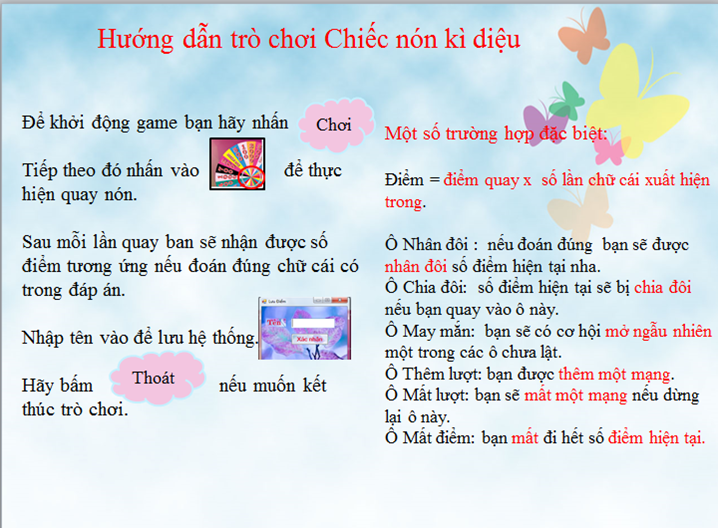 Hướng dẫn trò chơi Chiếc nón kì diệu
Để khởi động game bạn hãy nhấn Chơi
Tiếp theo đó nhấn vào để thực
hiện quay nón.
Sau mỗi lần quay ban sẽ nhận được số
điểm tương ứng nếu đoán đúng chữ cái có
trong đáp án.
Nhập tên vào để lưu hệ thống.
Lưu Điểm
Tên
Xác nhận
Hãy bấm Thoát nếu muốn kết
thúc trò chơi.
Một số trường hợp đặc biệt:
Điểm = điểm quay x số lần chữ cái xuất hiện
trong.
Ô Nhân đôi : nếu đoán đúng bạn sẽ được
nhân đôi số điểm hiện tại nha.
Ô Chia đôi: số điểm hiện tại sẽ bị chia đôi
nếu bạn quay vào ô này.
Ô May mắn: bạn sẽ có cơ hội mở ngẫu nhiên
một trong các ô chưa lật.
Ô Thêm lượt: bạn được thêm một mạng.
Ô Mất lượt: bạn sẽ mất một mạng nếu dừng
lại ô này.
Ô Mất điểm: bạn mất đi hết số điểm hiện tại.